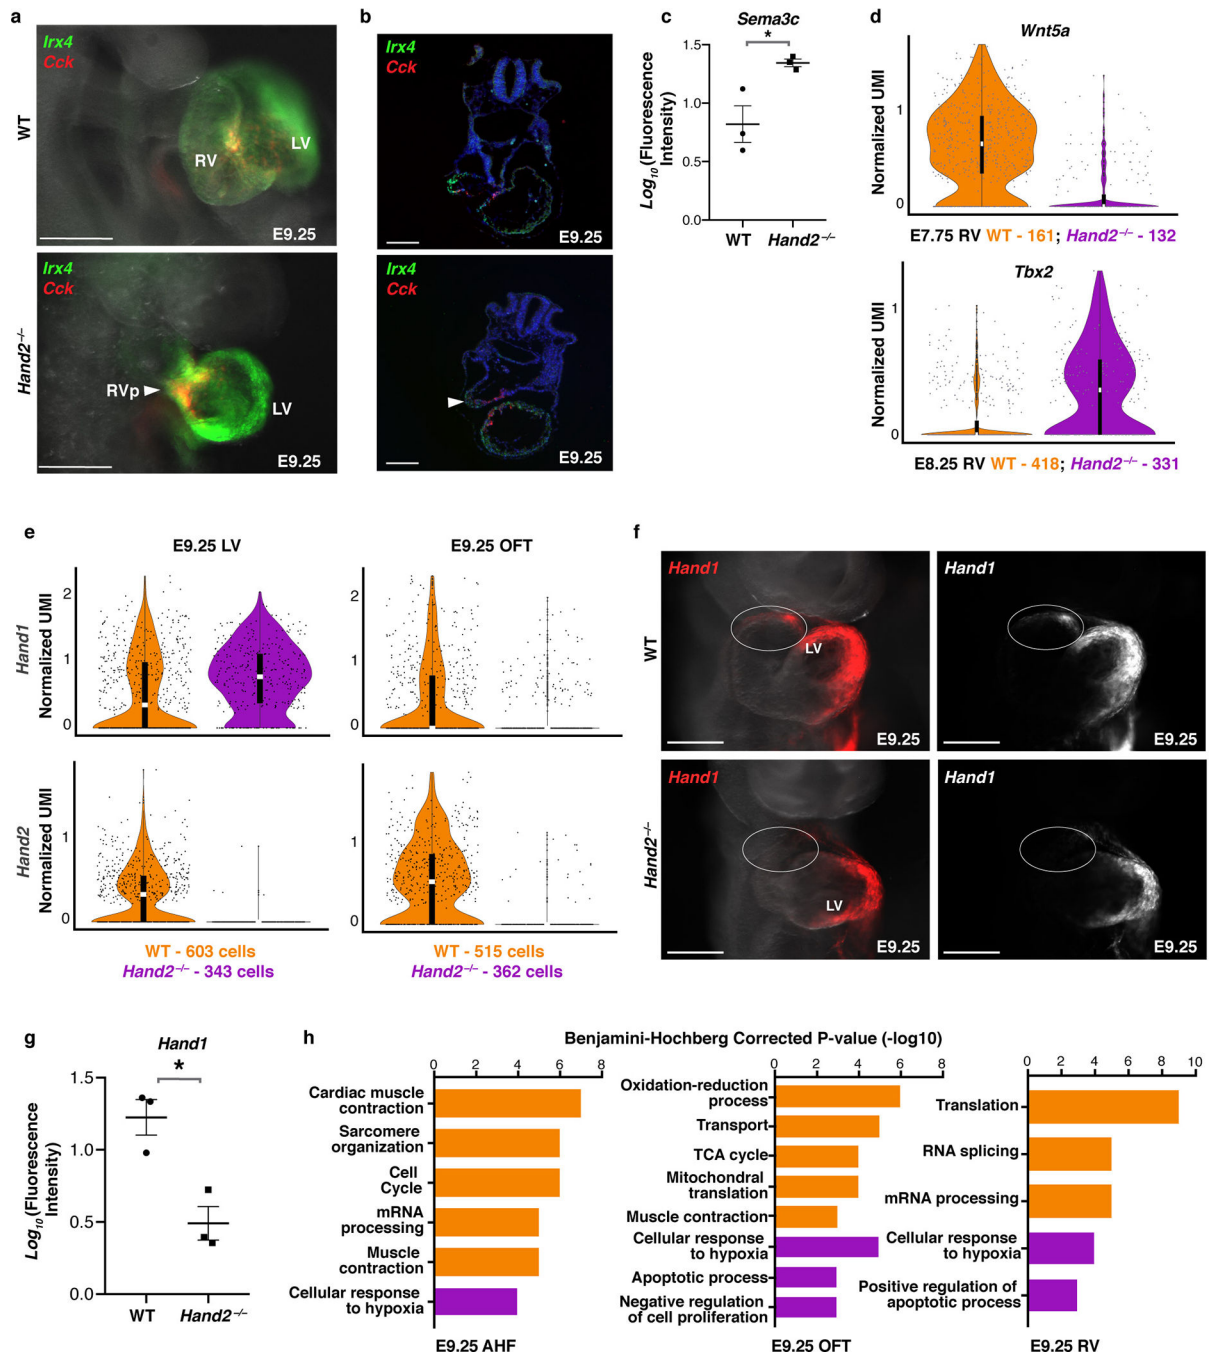 a
WT
Irx4
Cck
RV
LV
E9.25
Hand2–/–
Irx4
Cck
RVp
LV
E9.25
b
Irx4
Cck
E9.25
Irx4
Cck
E9.25
c
Sema3c
*
Log10(Fluorescence
Intensity)
1.5
1.0
0.5
0.0
WT
Hand2–/–
d
Wnt5a
Normalized UMI
1
0
E7.75 RV WT - 161; Hand2–/– - 132
Tbx2
Normalized UMI
1
0
E8.25 RV WT - 418; Hand2–/– - 331
e
E9.25 LV
E9.25 OFT
Hand1
Normalized UMI
2
1
0
2
1
0
Hand2
Normalized UMI
1
0
1
0
WT - 603 cells
Hand2–/– - 343 cells
WT - 515 cells
Hand2–/– - 362 cells
f
WT
Hand1
LV
E9.25
Hand1
E9.25
Hand2–/–
Hand1
LV
E9.25
Hand1
E9.25
g
Hand1
*
Log10(Fluorescence
Intensity)
1.5
1.0
0.5
0.0
WT
Hand2–/–
h
Benjamini-Hochberg Corrected P-value (-log10)
0 2 4 6 8
Cardiac muscle
contraction
Sarcomere
organization
Cell
Cycle
mRNA
processing
Muscle
contraction
Cellular response
to hypoxia
E9.25 AHF
0 2 4 6 8
Oxidation-reduction
process
Transport
TCA cycle
Mitochondrial
translation
Muscle contraction
Cellular response
to hypoxia
Apoptotic process
Negative regulation
of cell proliferation
E9.25 OFT
0 2 4 6 8 10
Translation
RNA splicing
mRNA processing
Cellular response
to hypoxia
Positive regulation of
apoptotic process
E9.25 RV